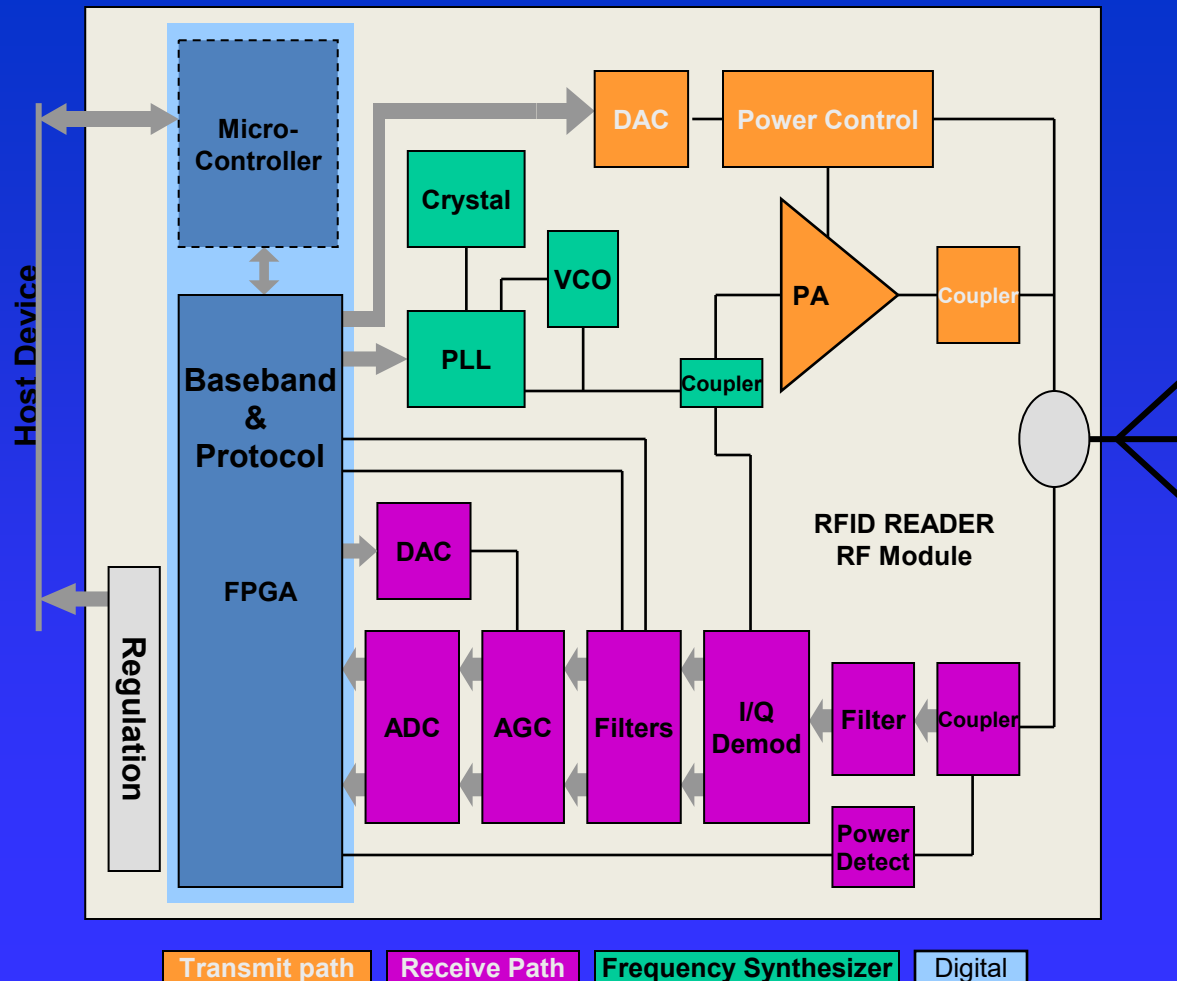 Host Device
Micro-
Controller
Baseband
&
Protocol
FPGA
Regulation
DAC
Power Control
Crystal
VCO
PLL
Coupler
PA
Coupler
RFID READER
RF Module
DAC
ADC
AGC
Filters
I/Q
Demod
Filter
Coupler
Power
Detect
Transmit path
Receive Path
Frequency Synthesizer
Digital